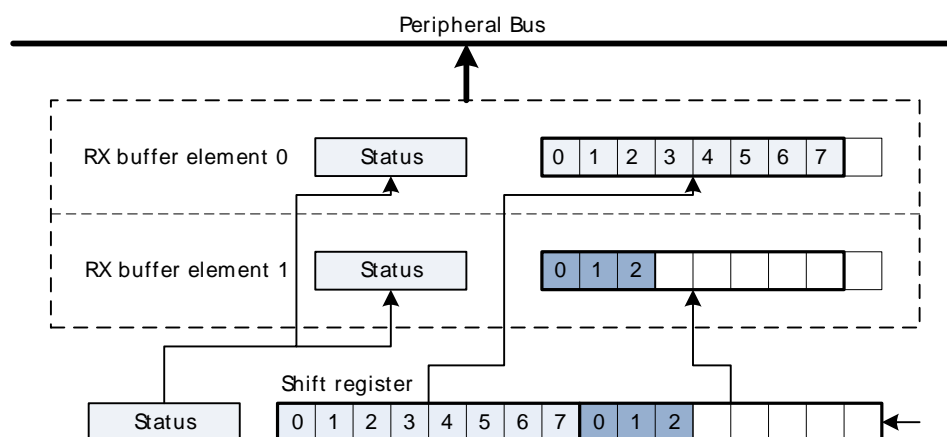 Peripheral Bus
RX buffer element 0 Status 0 1 2 3 4 5 6 7
RX buffer element 1 Status 0 1 2
Shift register
Status 0 1 2 3 4 5 6 7 0 1 2